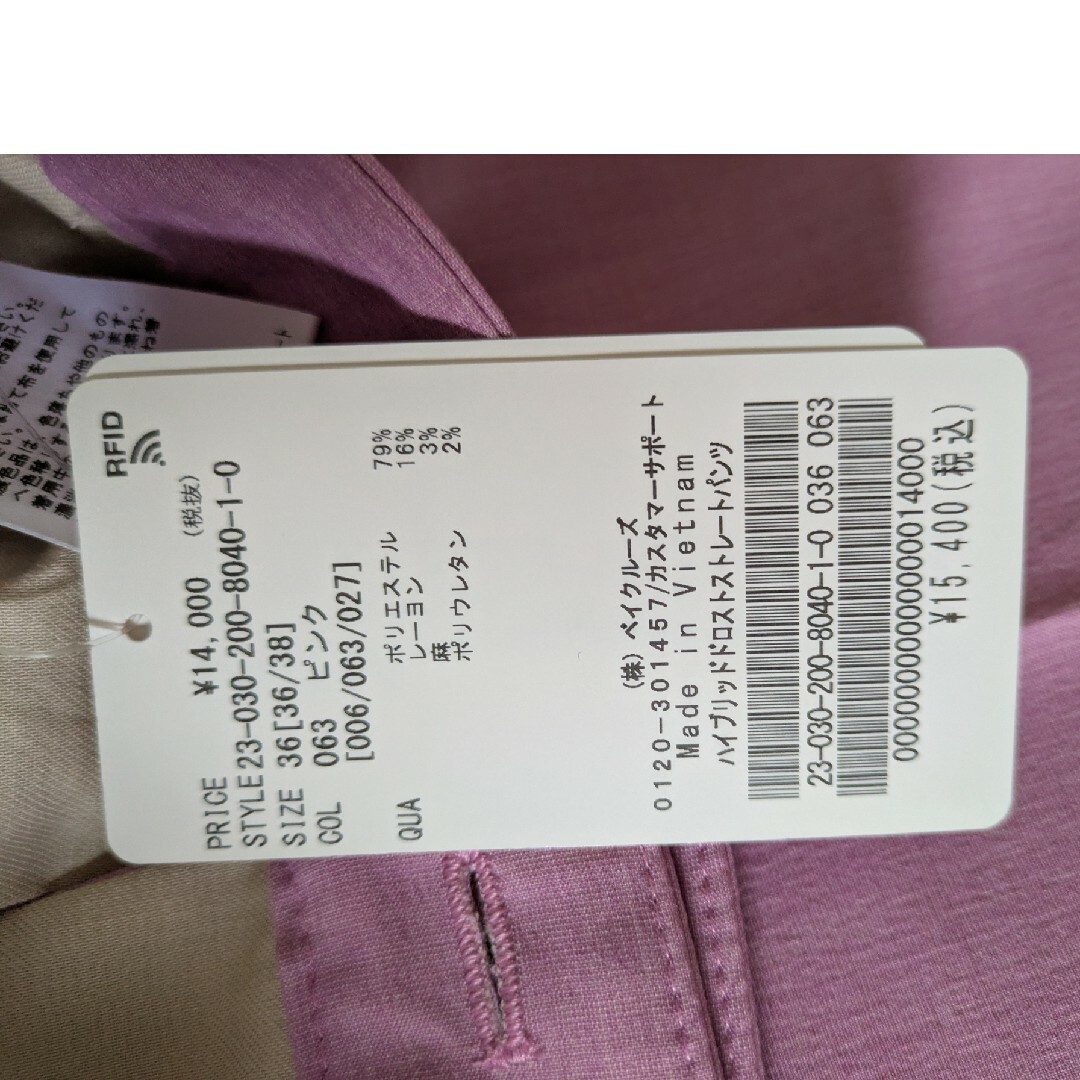 RFID
PRICE ¥14,000 (税抜)
STYLE 23-030-200-8040-1-0
SIZE 36[36/38]
COL 063 ピンク
[006/063/027]
QUA ポリエステル 79%
レーヨン 16%
麻 3%
ポリウレタン 2%
(株)ベイクルーズ
0120-301457/カスタマーサポート
Made in Vietnam
ハイブリッドドロストストレートパンツ
23-030-200-8040-1-0 036 063
0000000000000000014000
¥15,400(税込)